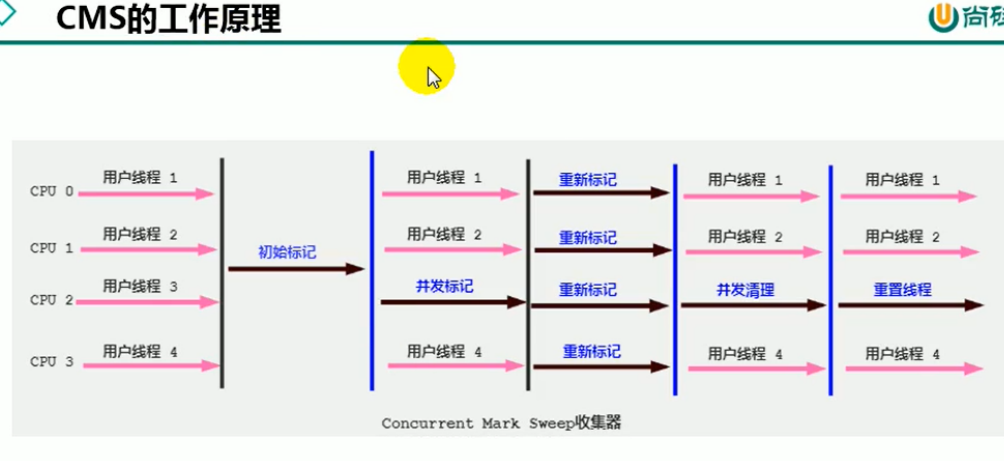 CMS的工作原理
尚硅
用户线程 1 用户线程 1 重新标记 用户线程 1 用户线程 1
CPU 0
用户线程 2 用户线程 2 重新标记 用户线程 2 用户线程 2
CPU 1
初始标记
用户线程 3 并发标记 重新标记 并发清理 重置线程
CPU 2
用户线程 4 用户线程 4 重新标记 用户线程 4 用户线程 4
CPU 3
Concurrent Mark Sweep收集器